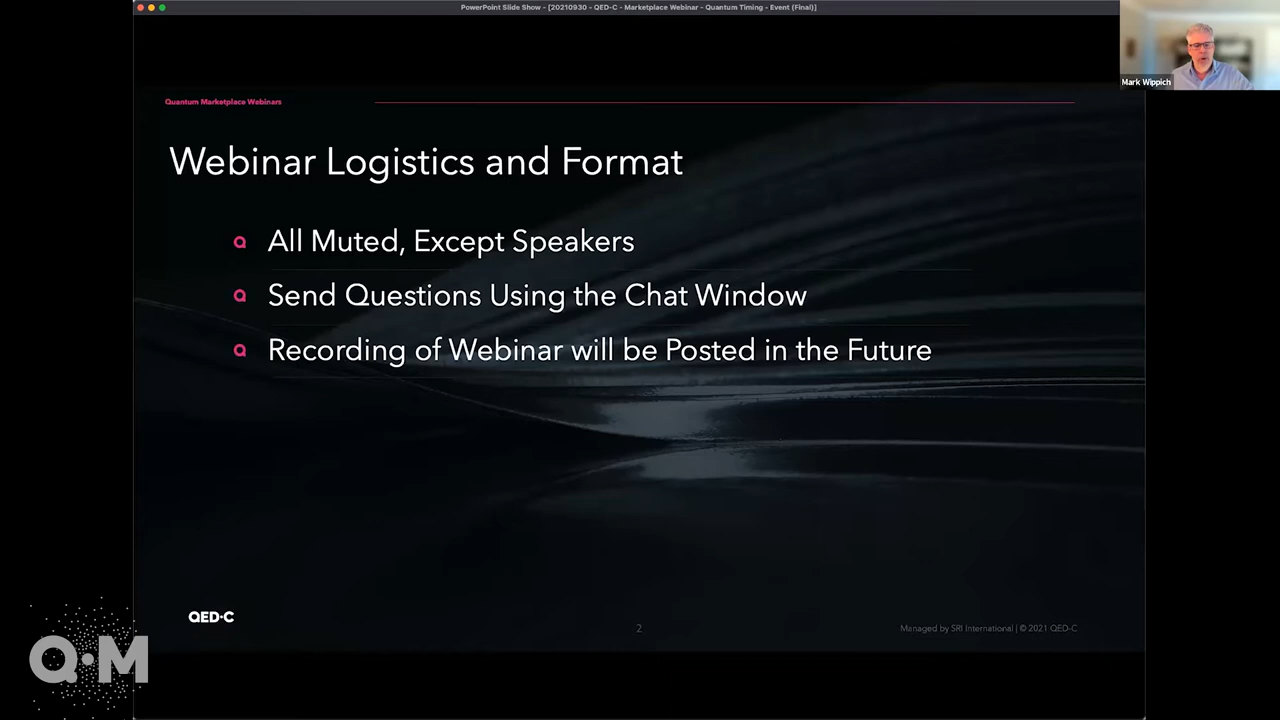 PowerPoint Slide Show - [20210930 - QED-C - Marketplace Webinar - Quantum Timing - Event (Final)]
Mark Wippich
Quantum Marketplace Webinars
Webinar Logistics and Format
All Muted, Except Speakers
Send Questions Using the Chat Window
Recording of Webinar will be Posted in the Future
QED·C
2
Managed by SRI International | © 2021 QED-C
Q·M